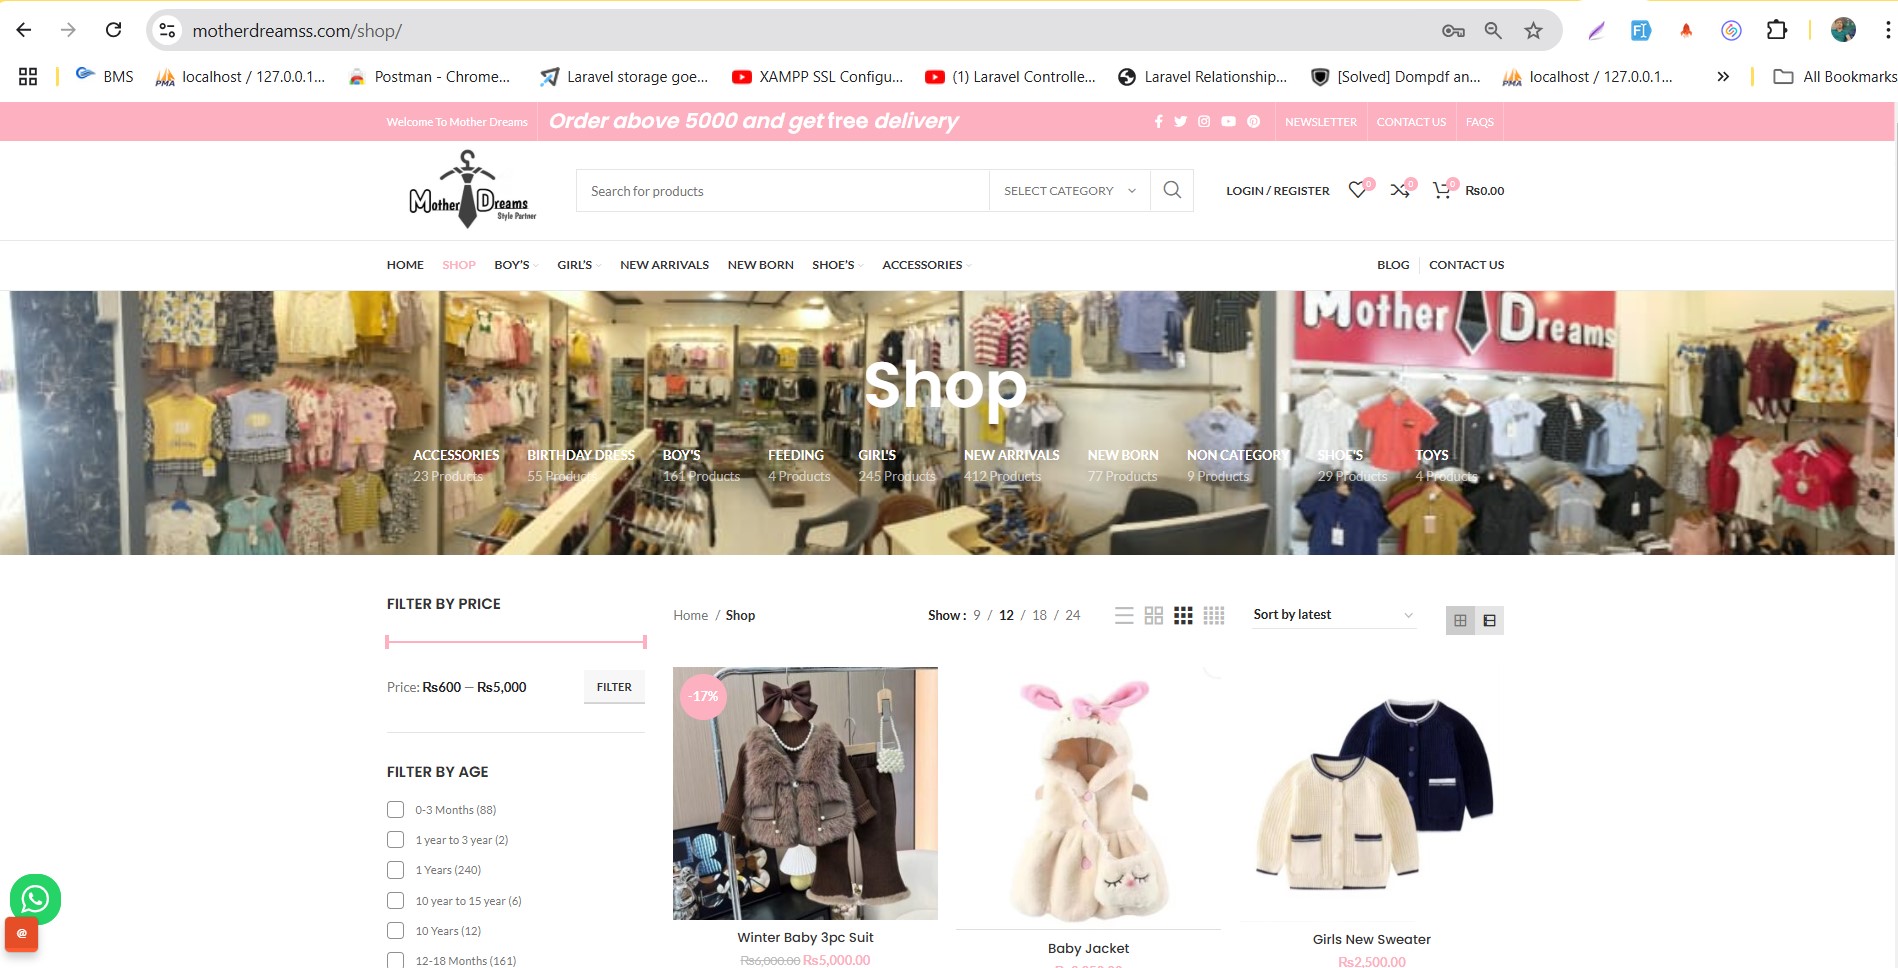 motherdreamss.com/shop/
BMS
localhost / 127.0.0.1...
Postman - Chrome...
Laravel storage goe...
XAMPP SSL Configu...
(1) Laravel Controlle...
Laravel Relationship...
[Solved] Dompdf an...
localhost / 127.0.0.1...
All Bookmarks
Welcome To Mother Dreams
Order above 5000 and get free delivery
NEWSLETTER
CONTACT US
FAQS
Mother Dreams
Style Partner
Search for products
SELECT CATEGORY
LOGIN / REGISTER
0
0
0
₨0.00
HOME
SHOP
BOY'S
GIRL'S
NEW ARRIVALS
NEW BORN
SHOE'S
ACCESSORIES
BLOG
CONTACT US
Mother Dreams
Shop
ACCESSORIES
23 Products
BIRTHDAY DRESS
55 Products
BOY'S
161 Products
FEEDING
4 Products
GIRL'S
245 Products
NEW ARRIVALS
412 Products
NEW BORN
77 Products
NON CATEGORY
9 Products
SHOE'S
29 Products
TOYS
4 Products
FILTER BY PRICE
Price: ₨600 — ₨5,000
FILTER
FILTER BY AGE
0-3 Months (88)
1 year to 3 year (2)
1 Years (240)
10 year to 15 year (6)
10 Years (12)
12-18 Months (161)
Home / Shop
Show : 9 / 12 / 18 / 24
Sort by latest
-17%
Winter Baby 3pc Suit
₨6,000.00 ₨5,000.00
Baby Jacket
Girls New Sweater
₨2,500.00